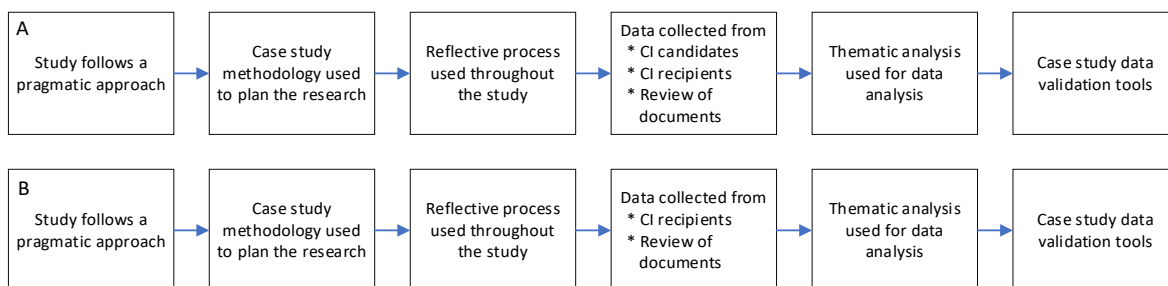 A
Study follows a
pragmatic approach
Case study
methodology used
to plan the research
Reflective process
used throughout
the study
Data collected from
* CI candidates
* CI recipients
* Review of
documents
Thematic analysis
used for data
analysis
Case study data
validation tools
B
Study follows a
pragmatic approach
Case study
methodology used
to plan the research
Reflective process
used throughout
the study
Data collected from
* CI recipients
* Review of
documents
Thematic analysis
used for data
analysis
Case study data
validation tools